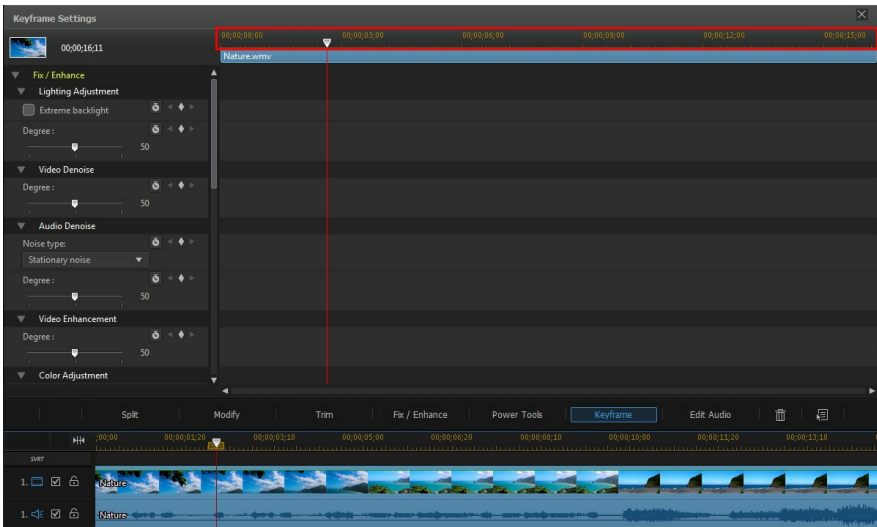 Keyframe Settings
00;00;16;11
00;00;00;00 00;00;03;00 00;00;06;00 00;00;09;00 00;00;12;00 00;00;15;00
Nature.wmv
Fix / Enhance
Lighting Adjustment
Extreme backlight
Degree :
50
Video Denoise
Degree :
50
Audio Denoise
Noise type:
Stationary noise
Degree :
50
Video Enhancement
Degree :
50
Color Adjustment
Split Modify Trim Fix / Enhance Power Tools Keyframe Edit Audio
;00;00 00;00;01;20 00;00;03;10 00;00;05;00 00;00;06;20 00;00;08;10 00;00;10;00 00;00;11;20 00;00;13;10
SVRT
1. Nature
1. Nature